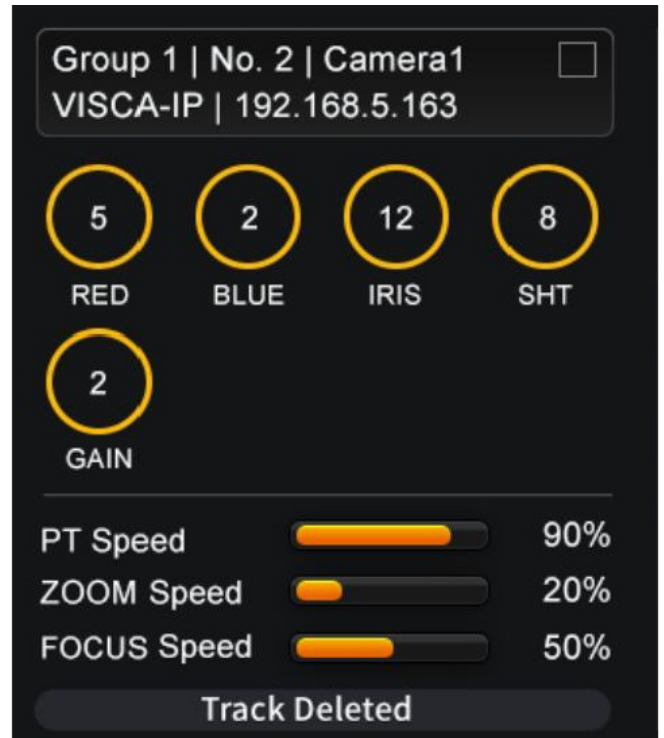 Group 1 | No. 2 | Camera1
VISCA-IP | 192.168.5.163
5 2 12 8
RED BLUE IRIS SHT
2
GAIN
PT Speed 90%
ZOOM Speed 20%
FOCUS Speed 50%
Track Deleted